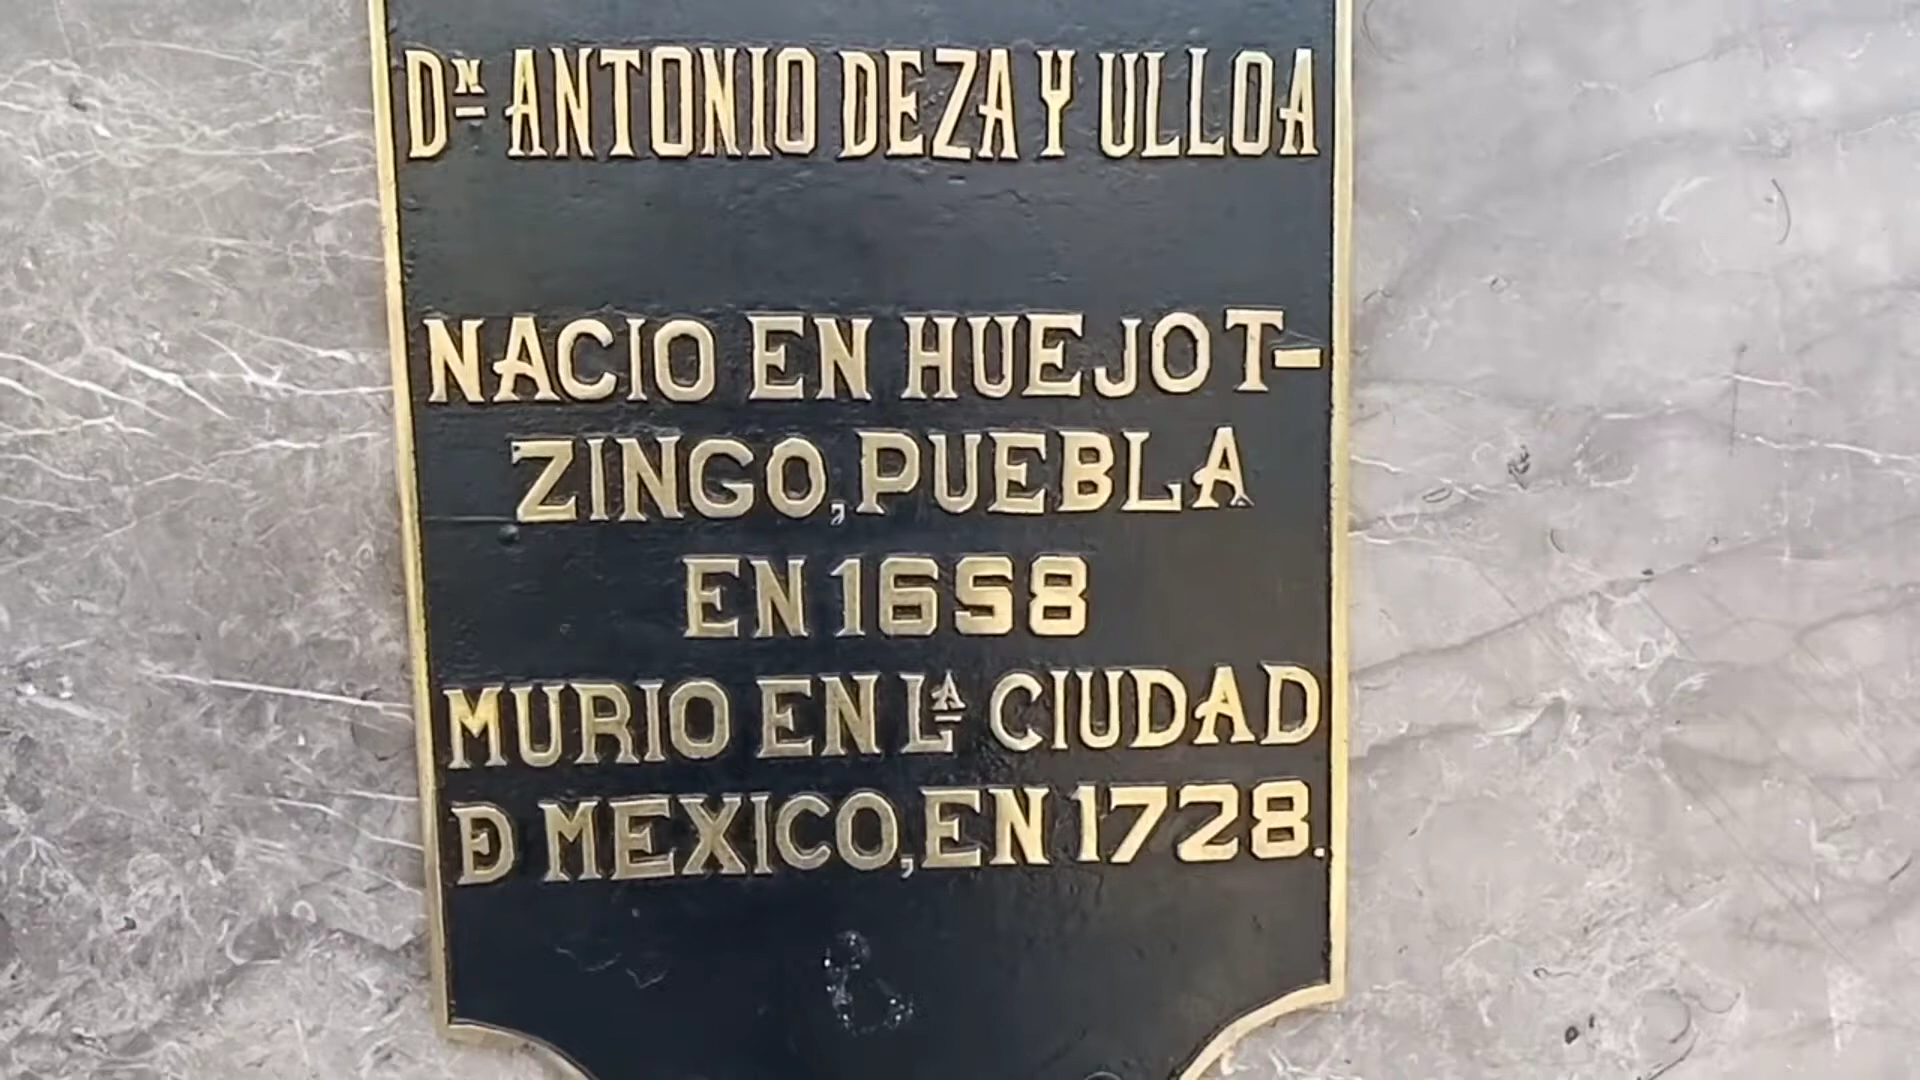 Dⁿ ANTONIO DEZA Y ULLOA
NACIO EN HUEJOT-
ZINGO, PUEBLA
EN 1658
MURIO EN Lᴬ CIUDAD
D MEXICO, EN 1728.